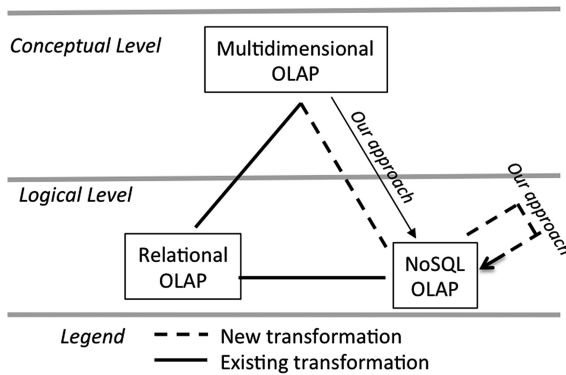 Conceptual Level
Multidimensional
OLAP
Our approach
Logical Level
Our approach
Relational
OLAP
NoSQL
OLAP
Legend
New transformation
Existing transformation